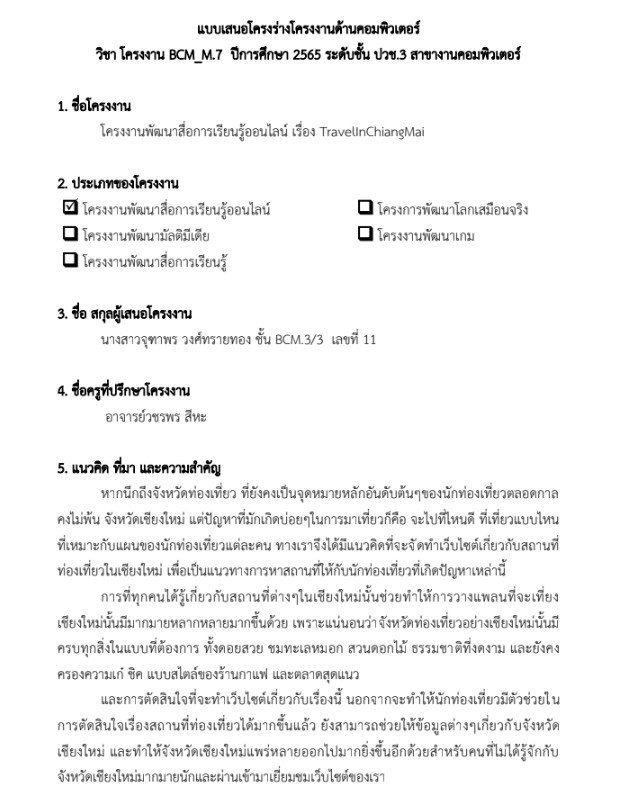 แบบเสนอโครงร่างโครงงานด้านคอมพิวเตอร์
วิชา โครงงาน BCM_M.7 ปีการศึกษา 2565 ระดับชั้น ปวช.3 สาขางานคอมพิวเตอร์
1. ชื่อโครงงาน
โครงงานพัฒนาสื่อการเรียนรู้ออนไลน์ เรื่อง TravelInChiangMai
2. ประเภทของโครงงาน
☑ โครงงานพัฒนาสื่อการเรียนรู้ออนไลน์ ❑ โครงการพัฒนาโลกเสมือนจริง
❑ โครงงานพัฒนามัลติมีเดีย ❑ โครงงานพัฒนาเกม
❑ โครงงานพัฒนาสื่อการเรียนรู้
3. ชื่อ สกุลผู้เสนอโครงงาน
นางสาวจุฑาพร วงศ์ทรายทอง ชั้น BCM.3/3 เลขที่ 11
4. ชื่อครูที่ปรึกษาโครงงาน
อาจารย์วชรพร สีหะ
5. แนวคิด ที่มา และความสำคัญ
หากนึกถึงจังหวัดท่องเที่ยว ที่ยังคงเป็นจุดหมายหลักอันดับต้นๆของนักท่องเที่ยวตลอดกาล
คงไม่พ้น จังหวัดเชียงใหม่ แต่ปัญหาที่มักเกิดบ่อยๆในการมาเที่ยวก็คือ จะไปที่ไหนดี ที่เที่ยวแบบไหน
ที่เหมาะกับแผนของนักท่องเที่ยวแต่ละคน ทางเราจึงได้มีแนวคิดที่จะจัดทำเว็บไซต์เกี่ยวกับสถานที่
ท่องเที่ยวในเชียงใหม่ เพื่อเป็นแนวทางการหาสถานที่ให้กับนักท่องเที่ยวที่เกิดปัญหาเหล่านี้
การที่ทุกคนได้รู้เกี่ยวกับสถานที่ต่างๆในเชียงใหม่นั้นช่วยทำให้การวางแพลนที่จะเที่ยง
เชียงใหม่นั้นมีมากมายหลากหลายมากขึ้นด้วย เพราะแน่นอนว่าจังหวัดท่องเที่ยวอย่างเชียงใหม่นั้นมี
ครบทุกสิ่งในแบบที่ต้องการ ทั้งดอยสวย ชมทะเลหมอก สวนดอกไม้ ธรรมชาติที่งดงาม และยังคง
ครองความเก๋ ชิค แบบสไตล์ของร้านกาแฟ และตลาดสุดแนว
และการตัดสินใจที่จะทำเว็บไซต์เกี่ยวกับเรื่องนี้ นอกจากจะทำให้นักท่องเที่ยวมีตัวช่วยใน
การตัดสินใจเรื่องสถานที่ท่องเที่ยวได้มากขึ้นแล้ว ยังสามารถช่วยให้ข้อมูลต่างๆเกี่ยวกับจังหวัด
เชียงใหม่ และทำให้จังหวัดเชียงใหม่แพร่หลายออกไปมากยิ่งขึ้นอีกด้วยสำหรับคนที่ไม่ได้รู้จักกับ
จังหวัดเชียงใหม่มากมายนักและผ่านเข้ามาเยี่ยมชมเว็บไซต์ของเรา